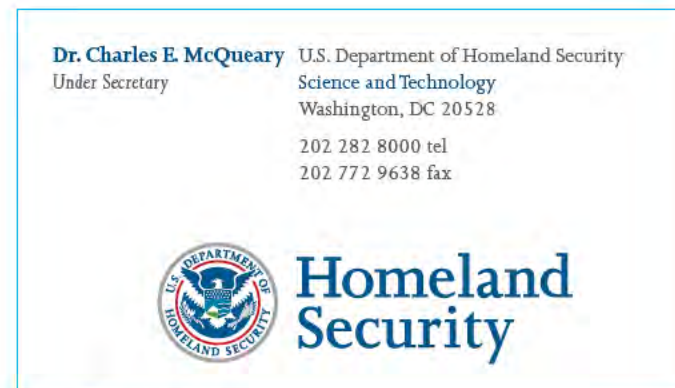 Dr. Charles E. McQueary
Under Secretary
U.S. Department of Homeland Security
Science and Technology
Washington, DC 20528
202 282 8000 tel
202 772 9638 fax
U.S. DEPARTMENT OF HOMELAND SECURITY
Homeland
Security